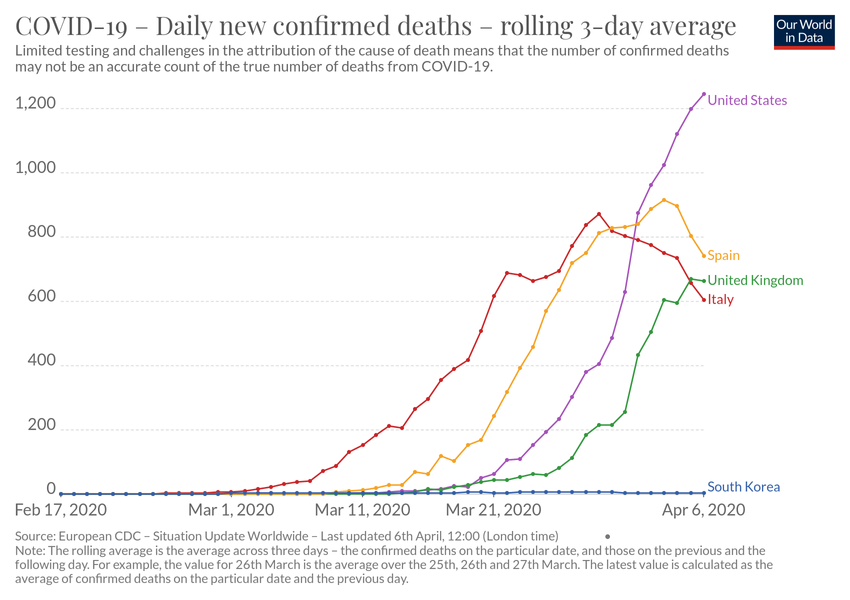 COVID-19 – Daily new confirmed deaths – rolling 3-day average
Our World
in Data
Limited testing and challenges in the attribution of the cause of death means that the number of confirmed deaths
may not be an accurate count of the true number of deaths from COVID-19.
1,200
United States
1,000
800
Spain
United Kingdom
600
Italy
400
200
South Korea
0
Feb 17, 2020
Mar 1, 2020
Mar 11, 2020
Mar 21, 2020
Apr 6, 2020
Source: European CDC – Situation Update Worldwide – Last updated 6th April, 12:00 (London time)
Note: The rolling average is the average across three days – the confirmed deaths on the particular date, and those on the previous and the
following day. For example, the value for 26th March is the average over the 25th, 26th and 27th March. The latest value is calculated as the
average of confirmed deaths on the particular date and the previous day.